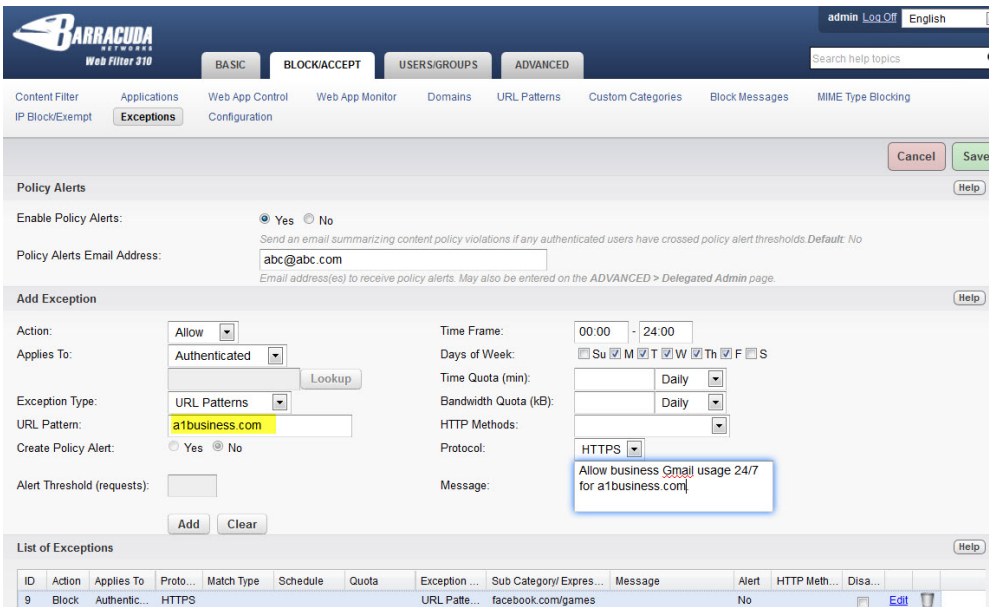 admin Log Off English
BARRACUDA
NETWORKS
Web Filter 310
BASIC BLOCK/ACCEPT USERS/GROUPS ADVANCED
Search help topics
Content Filter Applications Web App Control Web App Monitor Domains URL Patterns Custom Categories Block Messages MIME Type Blocking
IP Block/Exempt Exceptions Configuration
Cancel Save
Policy Alerts Help
Enable Policy Alerts: Yes No
Send an email summarizing content policy violations if any authenticated users have crossed policy alert thresholds.Default: No
Policy Alerts Email Address: abc@abc.com
Email address(es) to receive policy alerts. May also be entered on the ADVANCED > Delegated Admin page.
Add Exception Help
Action: Allow Time Frame: 00:00 - 24:00
Applies To: Authenticated Days of Week: Su M T W Th F S
Lookup Time Quota (min): Daily
Exception Type: URL Patterns Bandwidth Quota (kB): Daily
URL Pattern: a1business.com HTTP Methods:
Create Policy Alert: Yes No Protocol: HTTPS
Alert Threshold (requests): Message: Allow business Gmail usage 24/7
for a1business.com
Add Clear
List of Exceptions Help
ID Action Applies To Proto... Match Type Schedule Quota Exception ... Sub Category/ Expres... Message Alert HTTP Meth... Disa...
9 Block Authentic... HTTPS URL Patte... facebook.com/games No Edit